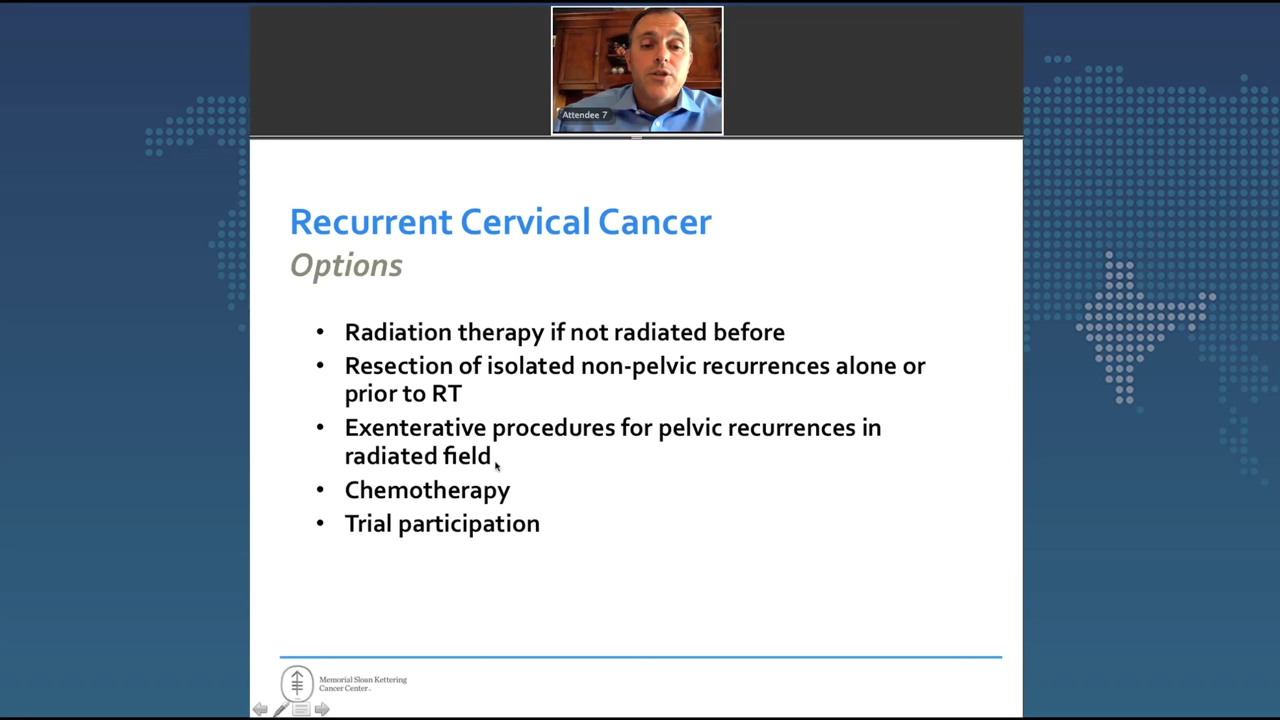 Attendee 7
Recurrent Cervical Cancer
Options
• Radiation therapy if not radiated before
• Resection of isolated non-pelvic recurrences alone or
prior to RT
• Exenterative procedures for pelvic recurrences in
radiated field
• Chemotherapy
• Trial participation
Memorial Sloan Kettering
Cancer Center